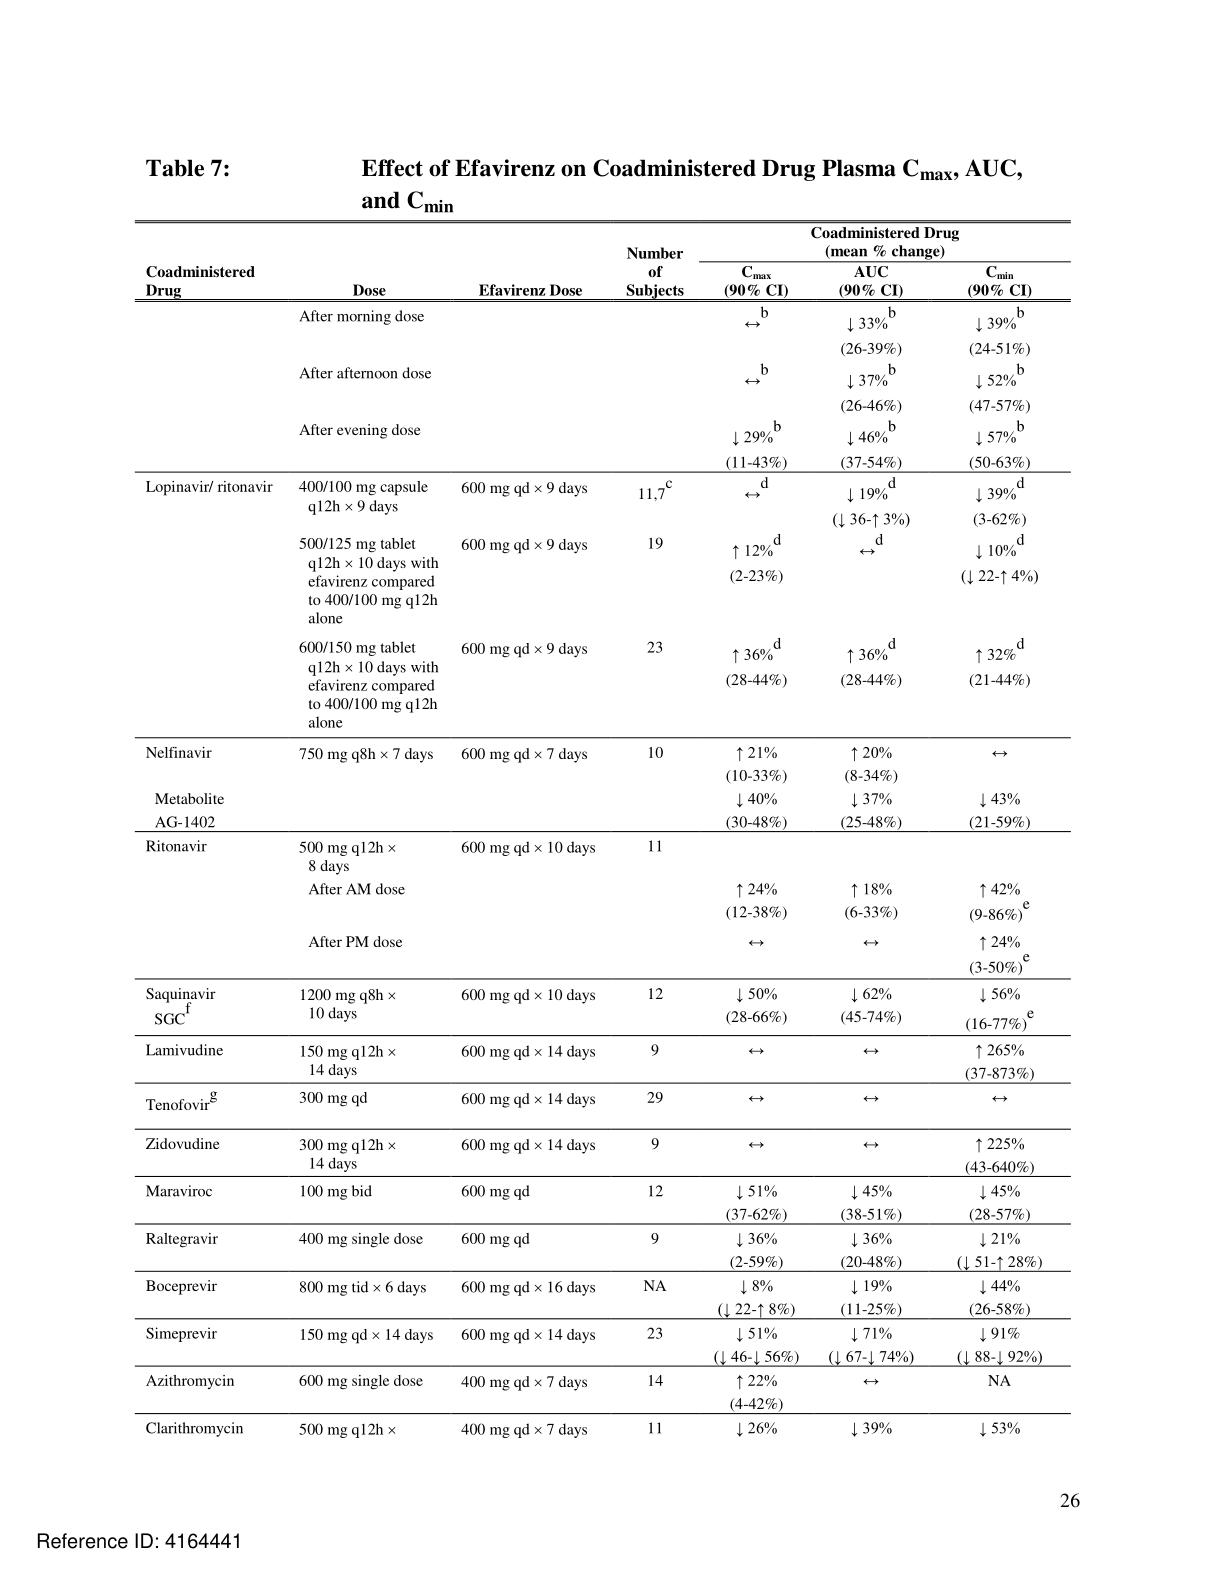 Table 7: Effect of Efavirenz on Coadministered Drug Plasma Cmax, AUC,
and Cmin
Coadministered Drug
(mean % change)
Coadministered Drug Dose Efavirenz Dose Number of Subjects Cmax (90% CI) AUC (90% CI) Cmin (90% CI)
After morning dose ↔b ↓ 33%b ↓ 39%b
(26-39%) (24-51%)
After afternoon dose ↔b ↓ 37%b ↓ 52%b
(26-46%) (47-57%)
After evening dose ↓ 29%b ↓ 46%b ↓ 57%b
(11-43%) (37-54%) (50-63%)
Lopinavir/ ritonavir 400/100 mg capsule 600 mg qd × 9 days 11,7c ↔d ↓ 19%d ↓ 39%d
q12h × 9 days (↓ 36-↑ 3%) (3-62%)
500/125 mg tablet 600 mg qd × 9 days 19 ↑ 12%d ↔d ↓ 10%d
q12h × 10 days with (2-23%) (↓ 22-↑ 4%)
efavirenz compared
to 400/100 mg q12h
alone
600/150 mg tablet 600 mg qd × 9 days 23 ↑ 36%d ↑ 36%d ↑ 32%d
q12h × 10 days with (28-44%) (28-44%) (21-44%)
efavirenz compared
to 400/100 mg q12h
alone
Nelfinavir 750 mg q8h × 7 days 600 mg qd × 7 days 10 ↑ 21% ↑ 20% ↔
(10-33%) (8-34%)
Metabolite ↓ 40% ↓ 37% ↓ 43%
AG-1402 (30-48%) (25-48%) (21-59%)
Ritonavir 500 mg q12h × 600 mg qd × 10 days 11
8 days
After AM dose ↑ 24% ↑ 18% ↑ 42%
(12-38%) (6-33%) (9-86%)e
After PM dose ↔ ↔ ↑ 24%
(3-50%)e
Saquinavir 1200 mg q8h × 600 mg qd × 10 days 12 ↓ 50% ↓ 62% ↓ 56%
SGCf 10 days (28-66%) (45-74%) (16-77%)e
Lamivudine 150 mg q12h × 600 mg qd × 14 days 9 ↔ ↔ ↑ 265%
14 days (37-873%)
Tenofovirg 300 mg qd 600 mg qd × 14 days 29 ↔ ↔ ↔
Zidovudine 300 mg q12h × 600 mg qd × 14 days 9 ↔ ↔ ↑ 225%
14 days (43-640%)
Maraviroc 100 mg bid 600 mg qd 12 ↓ 51% ↓ 45% ↓ 45%
(37-62%) (38-51%) (28-57%)
Raltegravir 400 mg single dose 600 mg qd 9 ↓ 36% ↓ 36% ↓ 21%
(2-59%) (20-48%) (↓ 51-↑ 28%)
Boceprevir 800 mg tid × 6 days 600 mg qd × 16 days NA ↓ 8% ↓ 19% ↓ 44%
(↓ 22-↑ 8%) (11-25%) (26-58%)
Simeprevir 150 mg qd × 14 days 600 mg qd × 14 days 23 ↓ 51% ↓ 71% ↓ 91%
(↓ 46-↓ 56%) (↓ 67-↓ 74%) (↓ 88-↓ 92%)
Azithromycin 600 mg single dose 400 mg qd × 7 days 14 ↑ 22% ↔ NA
(4-42%)
Clarithromycin 500 mg q12h × 400 mg qd × 7 days 11 ↓ 26% ↓ 39% ↓ 53%
26
Reference ID: 4164441